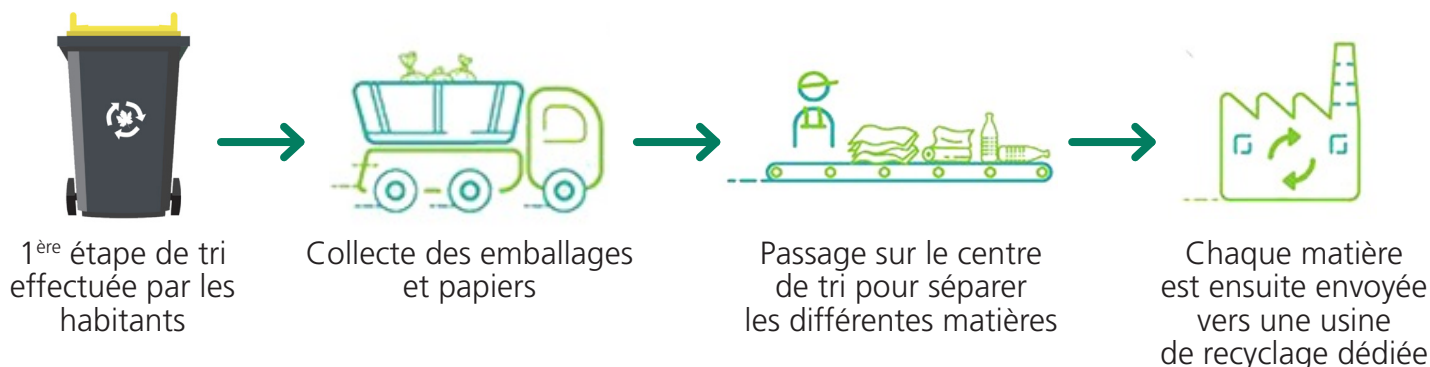 1ère étape de tri
effectuée par les
habitants
Collecte des emballages
et papiers
Passage sur le centre
de tri pour séparer
les différentes matières
Chaque matière
est ensuite envoyée
vers une usine
de recyclage dédiée